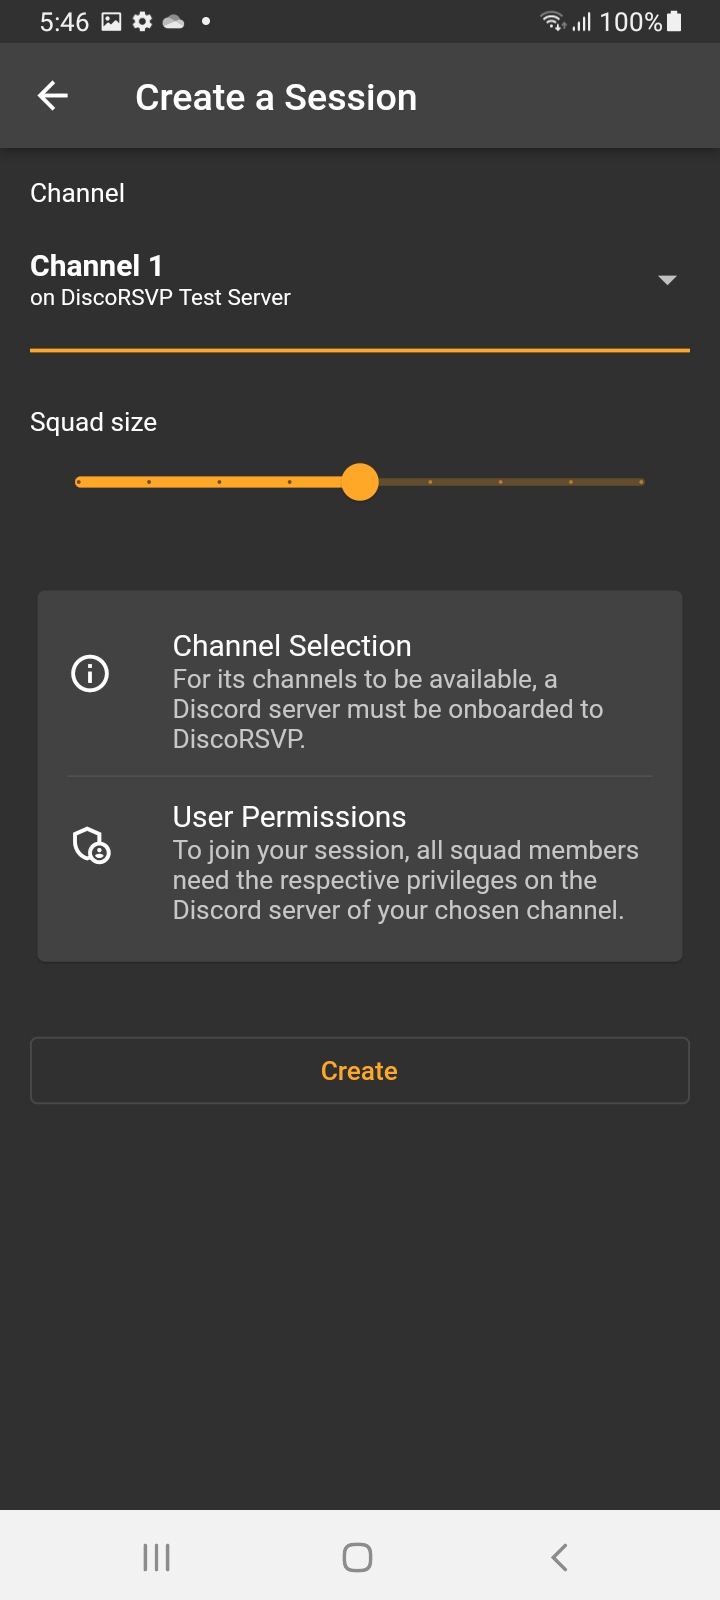 5:46 100%
Create a Session
Channel
Channel 1
on DiscoRSVP Test Server
Squad size
Channel Selection
For its channels to be available, a
Discord server must be onboarded to
DiscoRSVP.
User Permissions
To join your session, all squad members
need the respective privileges on the
Discord server of your chosen channel.
Create